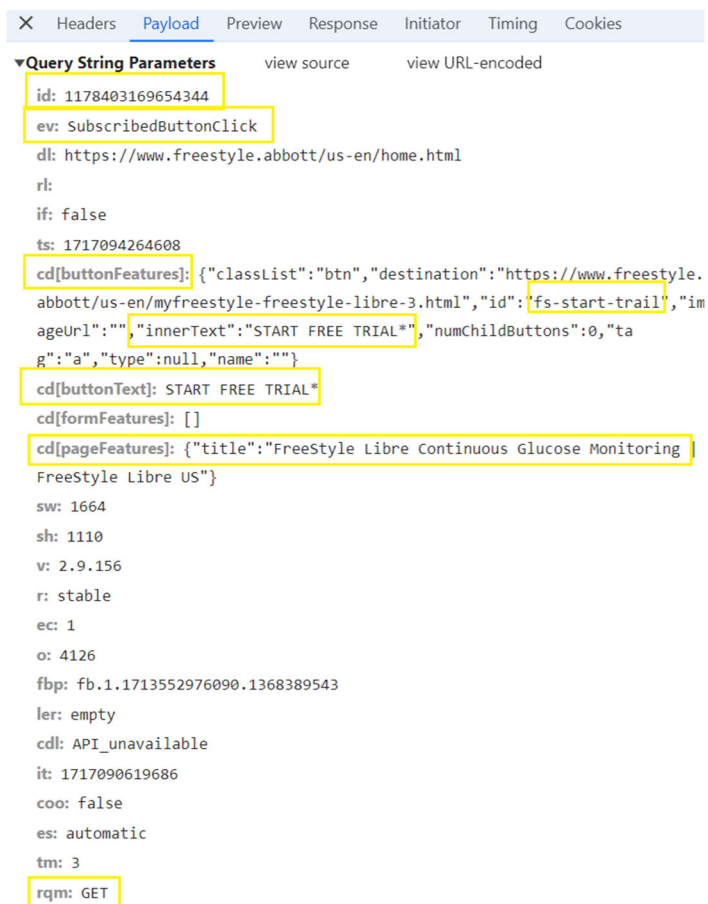 Headers Payload Preview Response Initiator Timing Cookies
▼Query String Parameters view source view URL-encoded
id: 1178403169654344
ev: SubscribedButtonClick
dl: https://www.freestyle.abbott/us-en/home.html
rl:
if: false
ts: 1717094264608
cd[buttonFeatures]: {"classList":"btn","destination":"https://www.freestyle.
abbott/us-en/myfreestyle-freestyle-libre-3.html","id":"fs-start-trail","im
ageUrl":"","innerText":"START FREE TRIAL*","numChildButtons":0,"ta
g":"a","type":null,"name":""}
cd[buttonText]: START FREE TRIAL*
cd[formFeatures]: []
cd[pageFeatures]: {"title":"FreeStyle Libre Continuous Glucose Monitoring |
FreeStyle Libre US"}
sw: 1664
sh: 1110
v: 2.9.156
r: stable
ec: 1
o: 4126
fbp: fb.1.1713552976090.1368389543
ler: empty
cdl: API_unavailable
it: 1717090619686
coo: false
es: automatic
tm: 3
rqm: GET